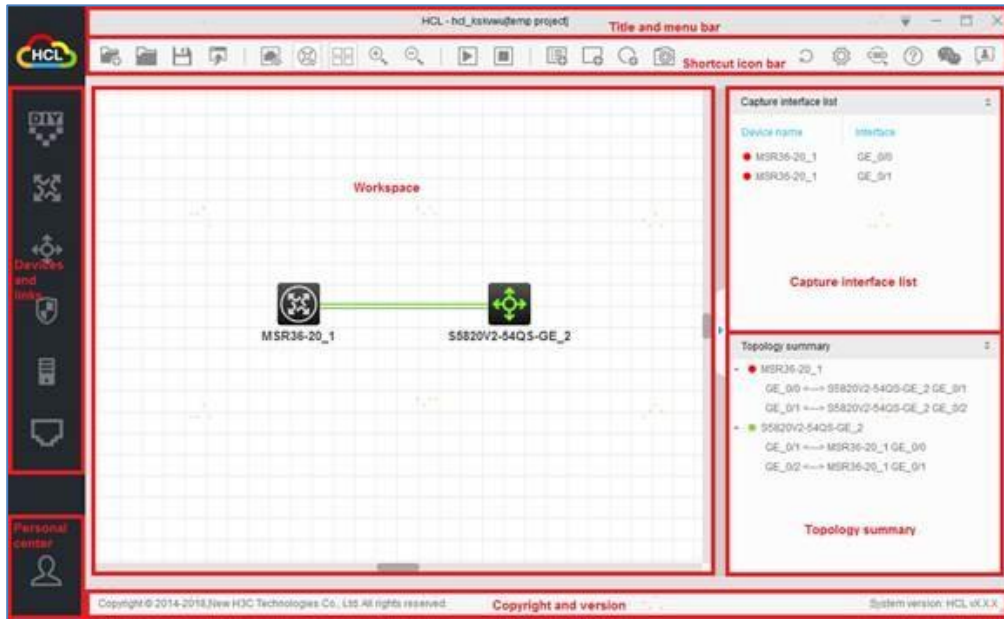 HCL - hcl_kskvwu[temp project]
Title and menu bar
HCL
DIY
CMD
Shortcut icon bar
Capture interface list
Device name Interface
MSR36-20_1 GE_0/0
MSR36-20_1 GE_0/1
Capture interface list
Workspace
MSR36-20_1
S5820V2-54QS-GE_2
Devices and links
Topology summary
MSR36-20_1
GE_0/0 <---> S5820V2-54QS-GE_2 GE_0/1
GE_0/1 <---> S5820V2-54QS-GE_2 GE_0/2
S5820V2-54QS-GE_2
GE_0/1 <---> MSR36-20_1 GE_0/0
GE_0/2 <---> MSR36-20_1 GE_0/1
Topology summary
Personal
center
Copyright © 2014-2018,New H3C Technologies Co., Ltd. All rights reserved.
Copyright and version
System version: HCL vX.X.X